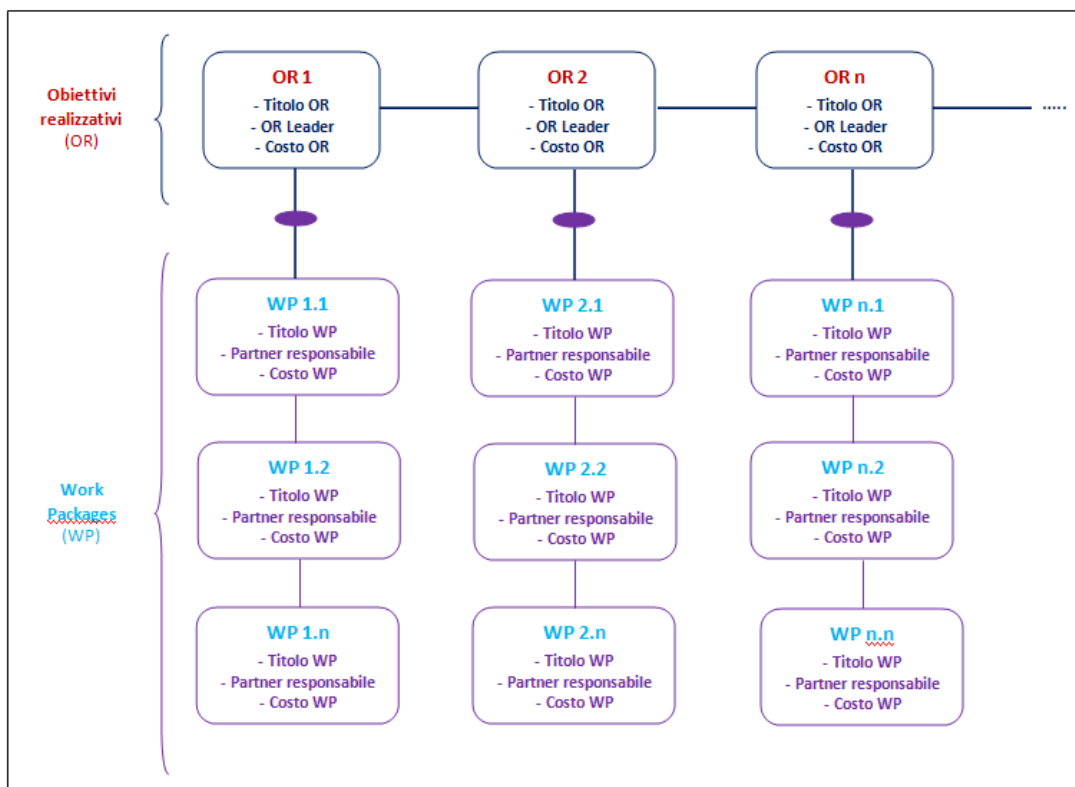 Obiettivi
realizzativi
(OR)
OR 1
- Titolo OR
- OR Leader
- Costo OR
OR 2
- Titolo OR
- OR Leader
- Costo OR
OR n
- Titolo OR
- OR Leader
- Costo OR
.....
Work
Packages
(WP)
WP 1.1
- Titolo WP
- Partner responsabile
- Costo WP
WP 2.1
- Titolo WP
- Partner responsabile
- Costo WP
WP n.1
- Titolo WP
- Partner responsabile
- Costo WP
WP 1.2
- Titolo WP
- Partner responsabile
- Costo WP
WP 2.2
- Titolo WP
- Partner responsabile
- Costo WP
WP n.2
- Titolo WP
- Partner responsabile
- Costo WP
WP 1.n
- Titolo WP
- Partner responsabile
- Costo WP
WP 2.n
- Titolo WP
- Partner responsabile
- Costo WP
WP n.n
- Titolo WP
- Partner responsabile
- Costo WP